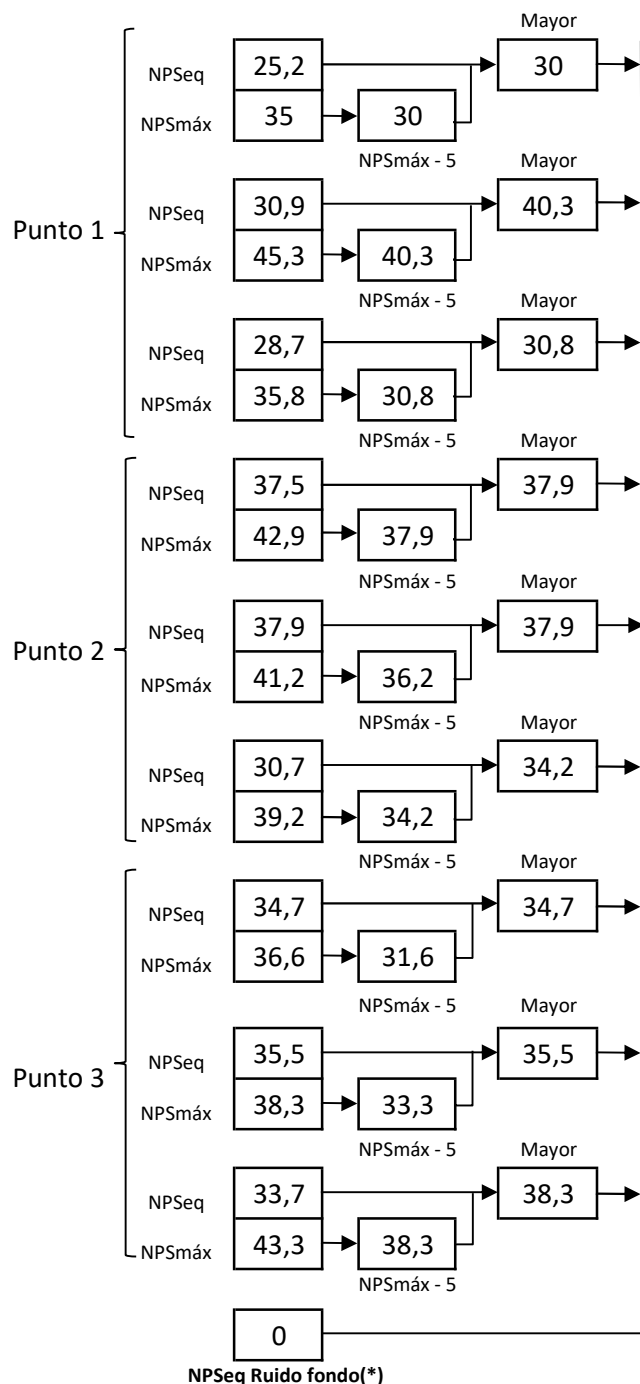 Mayor
NPSeq 25,2 30
NPSmáx 35 30
NPSmáx - 5
Mayor
Punto 1
NPSeq 30,9 40,3
NPSmáx 45,3 40,3
NPSmáx - 5
Mayor
NPSeq 28,7 30,8
NPSmáx 35,8 30,8
NPSmáx - 5
Mayor
NPSeq 37,5 37,9
NPSmáx 42,9 37,9
NPSmáx - 5
Mayor
Punto 2
NPSeq 37,9 37,9
NPSmáx 41,2 36,2
NPSmáx - 5
Mayor
NPSeq 30,7 34,2
NPSmáx 39,2 34,2
NPSmáx - 5
Mayor
NPSeq 34,7 34,7
NPSmáx 36,6 31,6
NPSmáx - 5
Mayor
Punto 3
NPSeq 35,5 35,5
NPSmáx 38,3 33,3
NPSmáx - 5
Mayor
NPSeq 33,7 38,3
NPSmáx 43,3 38,3
NPSmáx - 5
0
NPSeq Ruido fondo(*)